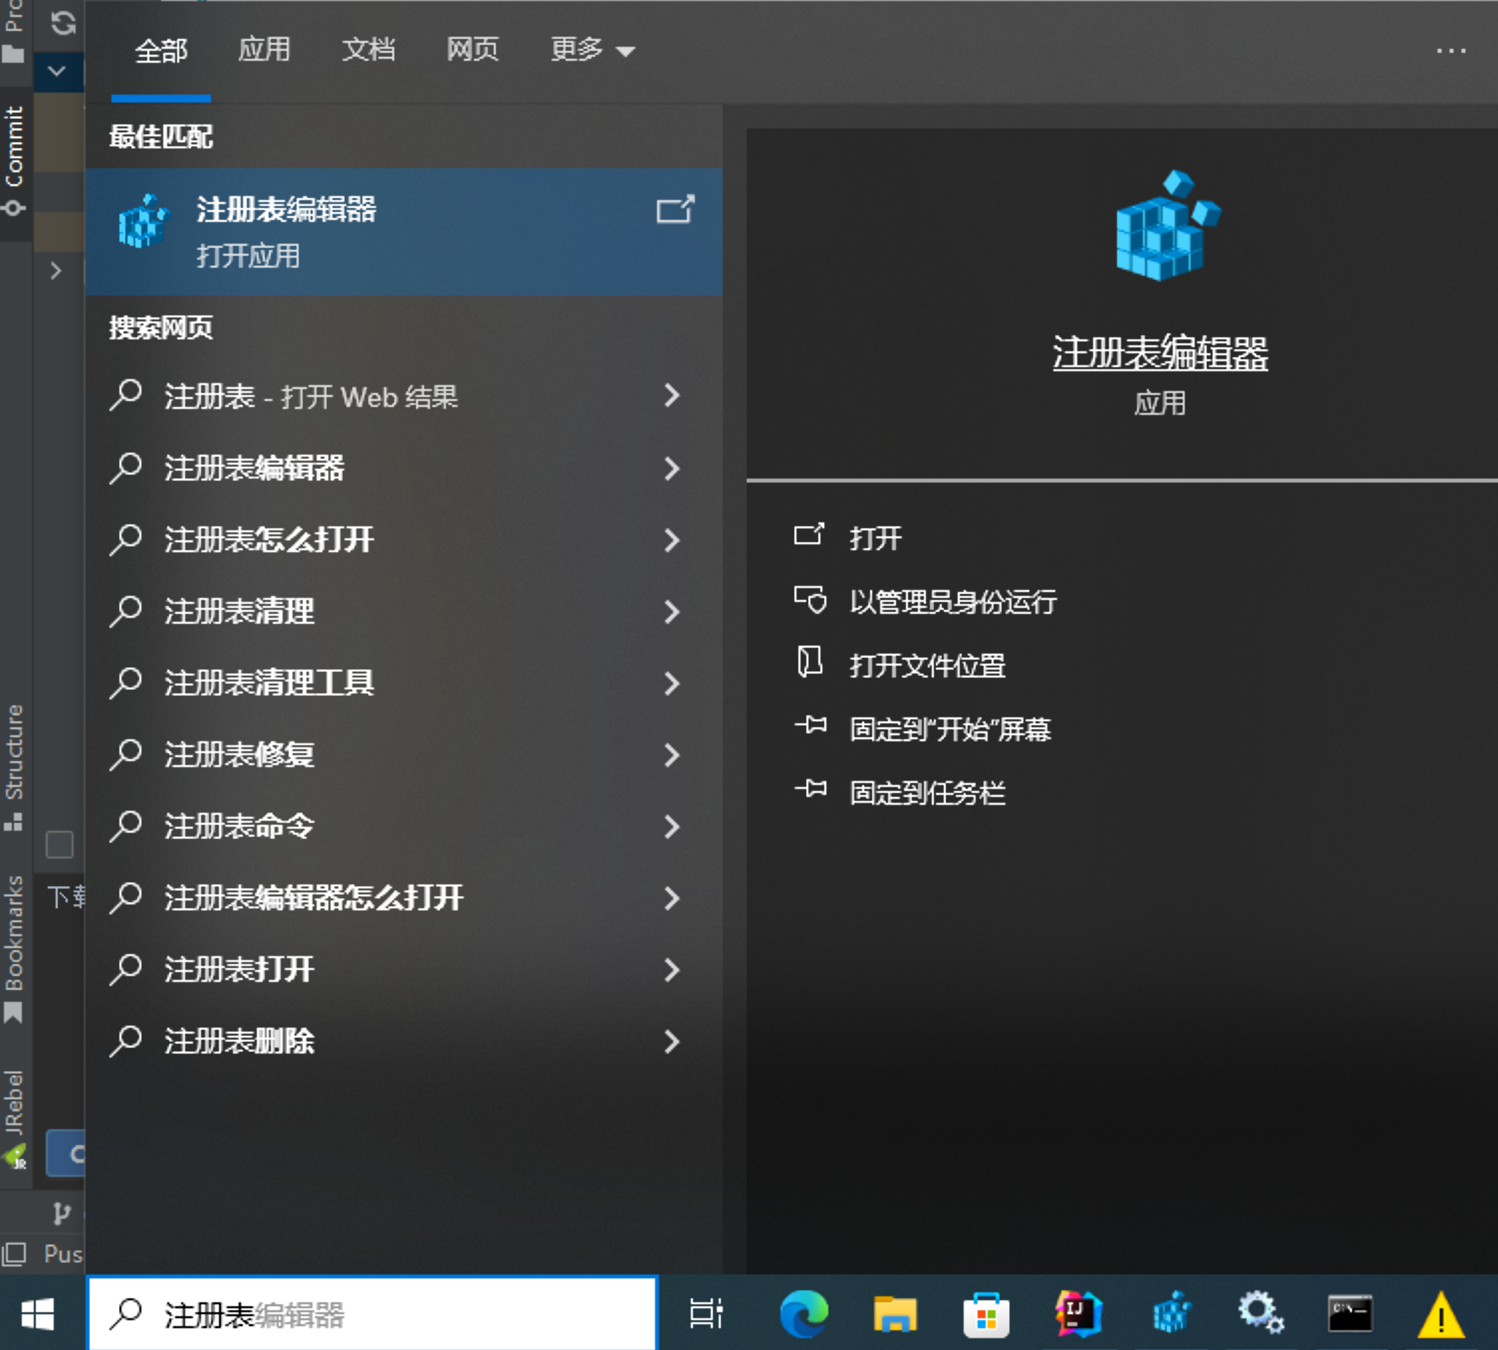 全部
应用
文档
网页
更多
最佳匹配
注册表编辑器
打开应用
搜索网页
注册表 - 打开 Web 结果
注册表编辑器
注册表怎么打开
注册表清理
注册表清理工具
注册表修复
注册表命令
注册表编辑器怎么打开
注册表打开
注册表删除
注册表编辑器
应用
打开
以管理员身份运行
打开文件位置
固定到“开始”屏幕
固定到任务栏
Commit
Structure
Bookmarks
JRebel
下载
Pus
注册表编辑器